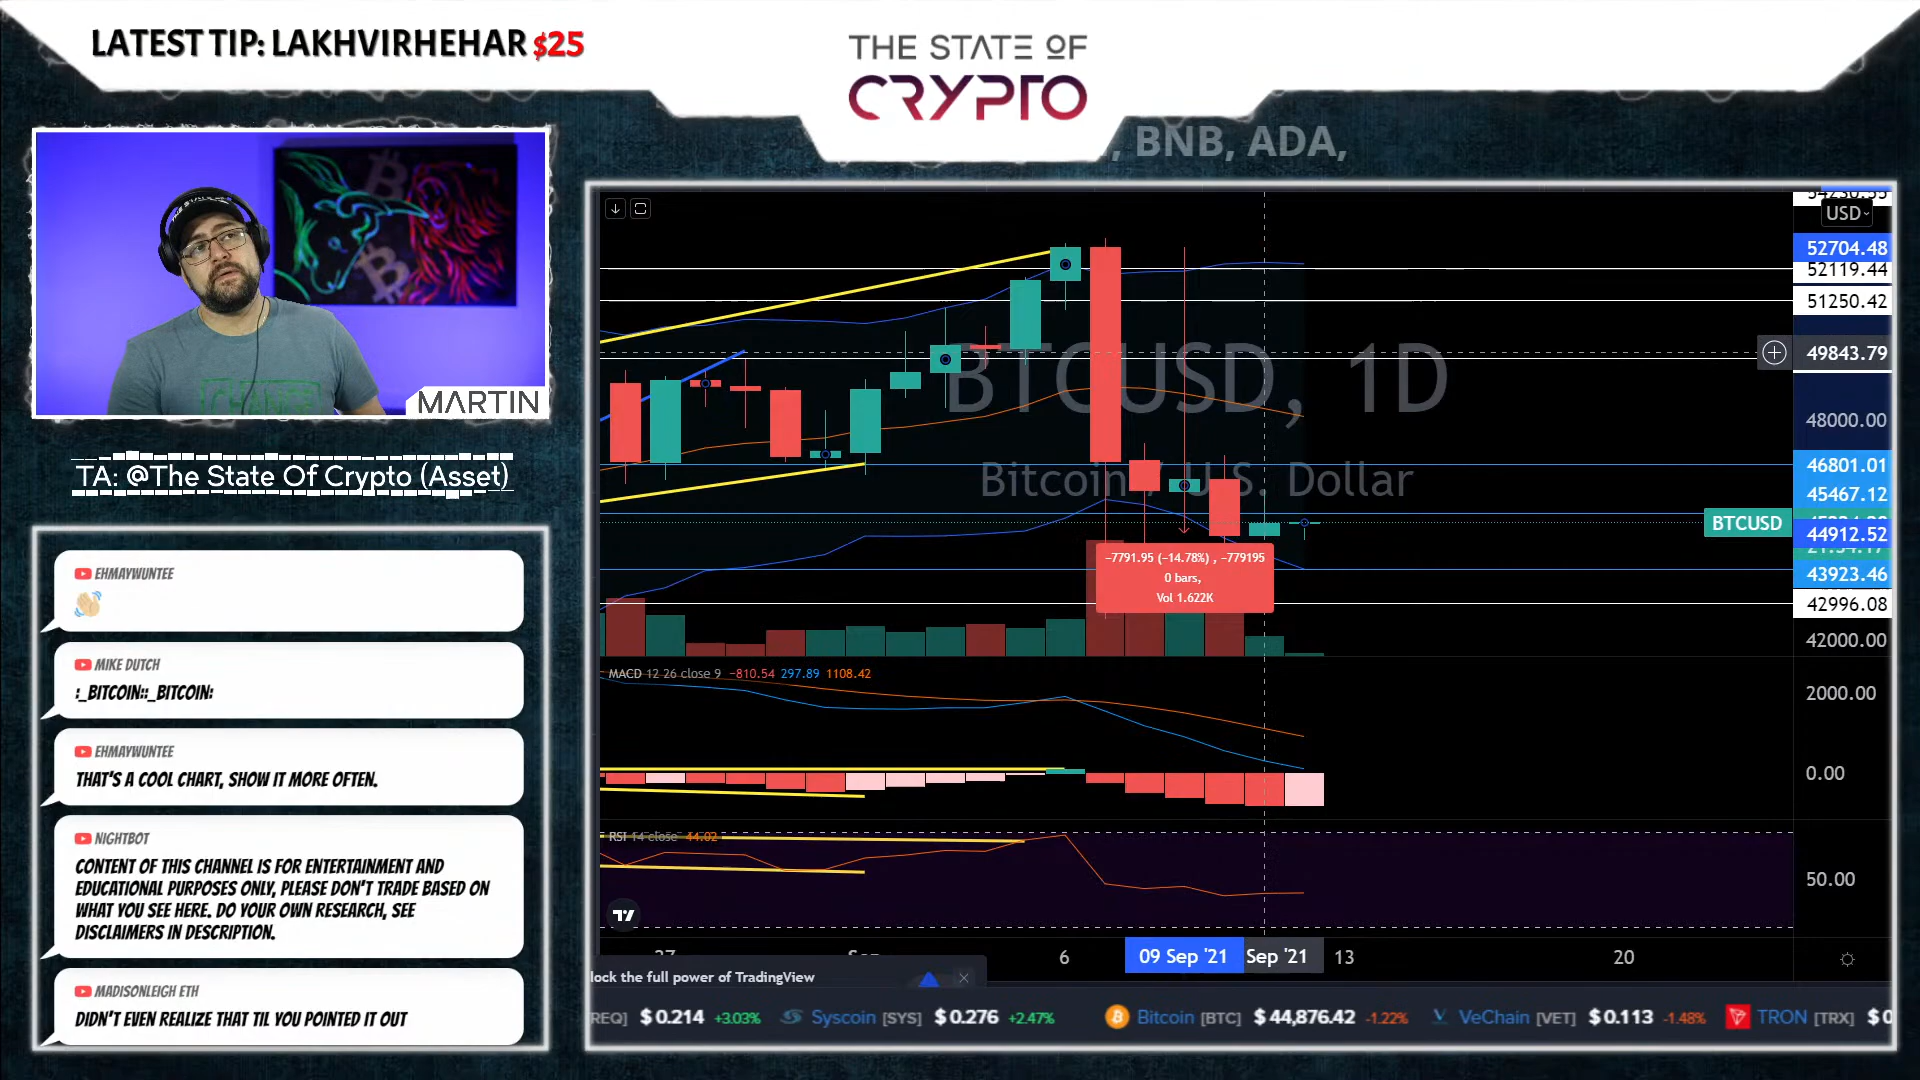 LATEST TIP: LAKHVIRHEHAR $25
THE STATE OF
CRYPTO
, BNB, ADA,
MARTIN
TA: @The State Of Crypto (Asset)
EHMAYWUNTEE
MIKE DUTCH
:_BITCOIN::_BITCOIN:
EHMAYWUNTEE
THAT'S A COOL CHART, SHOW IT MORE OFTEN.
NIGHTBOT
CONTENT OF THIS CHANNEL IS FOR ENTERTAINMENT AND
EDUCATIONAL PURPOSES ONLY, PLEASE DON'T TRADE BASED ON
WHAT YOU SEE HERE. DO YOUR OWN RESEARCH, SEE
DISCLAIMERS IN DESCRIPTION.
MADISONLEIGH ETH
DIDN'T EVEN REALIZE THAT TIL YOU POINTED IT OUT
USD
52704.48
52119.44
51250.42
49843.79
48000.00
46801.01
45467.12
BTCUSD
44912.52
43923.46
42996.08
42000.00
BTCUSD, 1D
Bitcoin / U.S. Dollar
−7791.95 (−14.78%) , −779195
0 bars,
Vol 1.622K
MACD 12 26 close 9 −810.54 297.89 1108.42
2000.00
0.00
RSI 14 close 44.02
50.00
6 09 Sep '21 Sep '21 13 20
lock the full power of TradingView
REQ] $0.214 +3.03% Syscoin [SYS] $0.276 +2.47% Bitcoin [BTC] $44,876.42 -1.22% VeChain [VET] $0.113 -1.48% TRON [TRX] $0